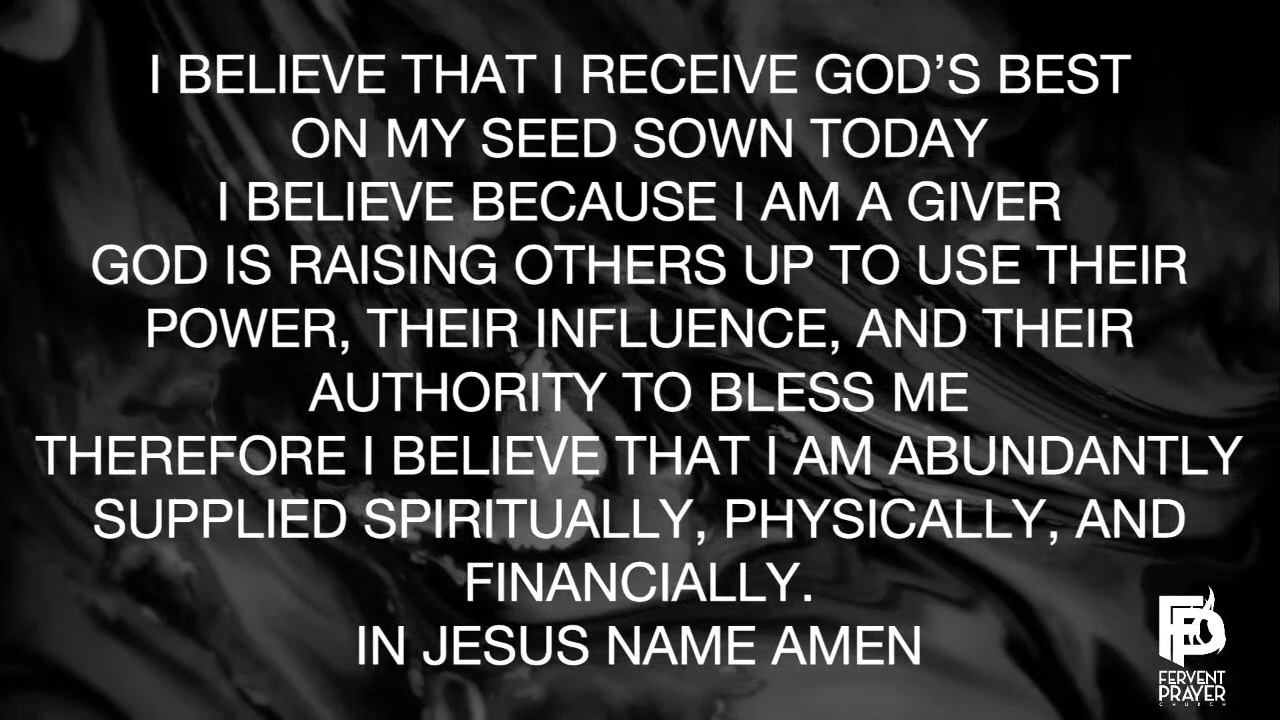 I BELIEVE THAT I RECEIVE GOD’S BEST
ON MY SEED SOWN TODAY
I BELIEVE BECAUSE I AM A GIVER
GOD IS RAISING OTHERS UP TO USE THEIR
POWER, THEIR INFLUENCE, AND THEIR
AUTHORITY TO BLESS ME
THEREFORE I BELIEVE THAT I AM ABUNDANTLY
SUPPLIED SPIRITUALLY, PHYSICALLY, AND
FINANCIALLY.
IN JESUS NAME AMEN
FERVENT
PRAYER
CHURCH